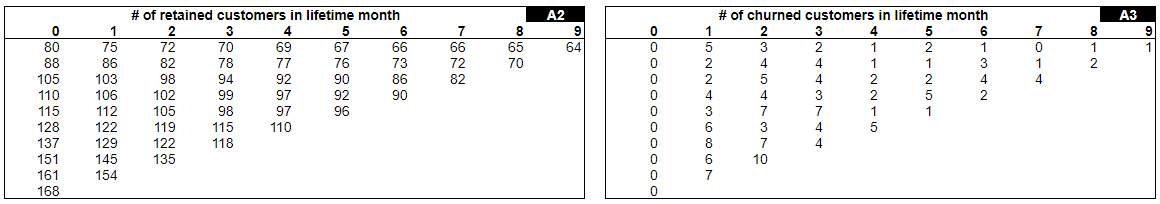 # of retained customers in lifetime month A2
0 1 2 3 4 5 6 7 8 9
80 75 72 70 69 67 66 66 65 64
88 86 82 78 77 76 73 72 70
105 103 98 94 92 90 86 82
110 106 102 99 97 92 90
115 112 105 98 97 96
128 122 119 115 110
137 129 122 118
151 145 135
161 154
168
# of churned customers in lifetime month A3
0 1 2 3 4 5 6 7 8 9
0 5 3 2 1 2 1 0 1 1
0 2 4 4 1 1 3 1 2
0 2 5 4 2 2 4 4
0 4 4 3 2 5 2
0 3 7 7 1 1
0 6 3 4 5
0 8 7 4
0 6 10
0 7
0